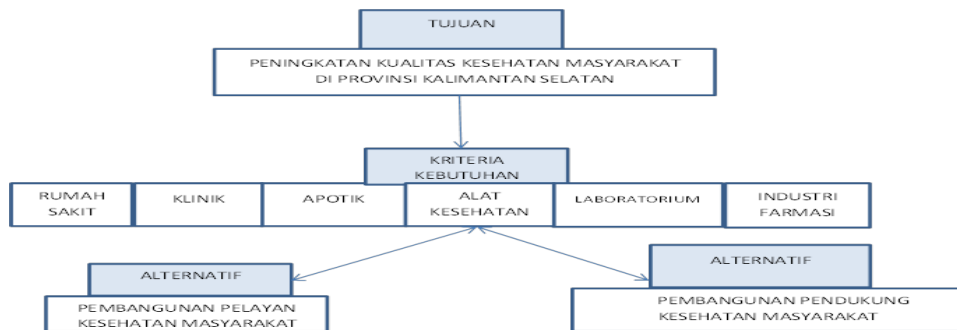 TUJUAN
PENINGKATAN KUALITAS KESEHATAN MASYARAKAT
DI PROVINSI KALIMANTAN SELATAN
KRITERIA
KEBUTUHAN
RUMAH
SAKIT
KLINIK
APOTIK
ALAT
KESEHATAN
LABORATORIUM
INDUSTRI
FARMASI
ALTERNATIF
PEMBANGUNAN PELAYAN
KESEHATAN MASYARAKAT
ALTERNATIF
PEMBANGUNAN PENDUKUNG
KESEHATAN MASYARAKAT